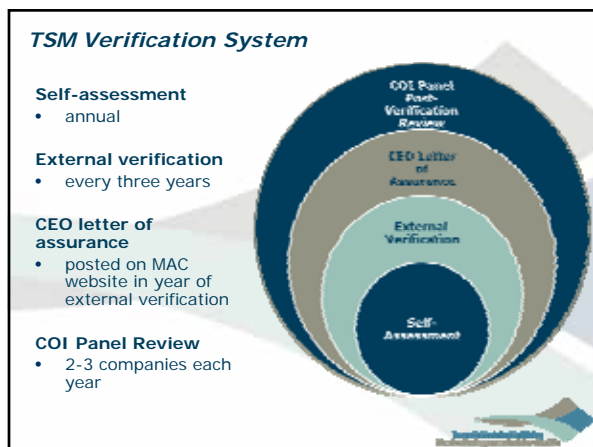 TSM Verification System
Self-assessment
• annual
External verification
• every three years
CEO letter of
assurance
• posted on MAC
website in year of
external verification
COI Panel Review
• 2-3 companies each
year
COI Panel
Post-
Verification
Review
CEO Letter
of
Assurance
External
Verification
Self-
Assessment